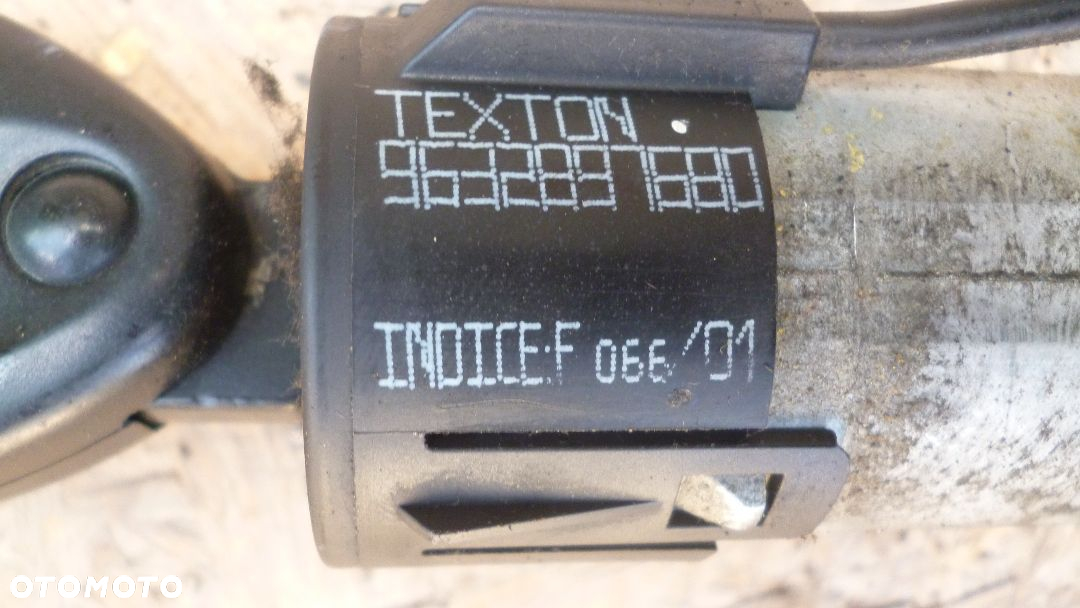 TEXTON
9632897680
INDICE:F 066/01
OTOMOTO